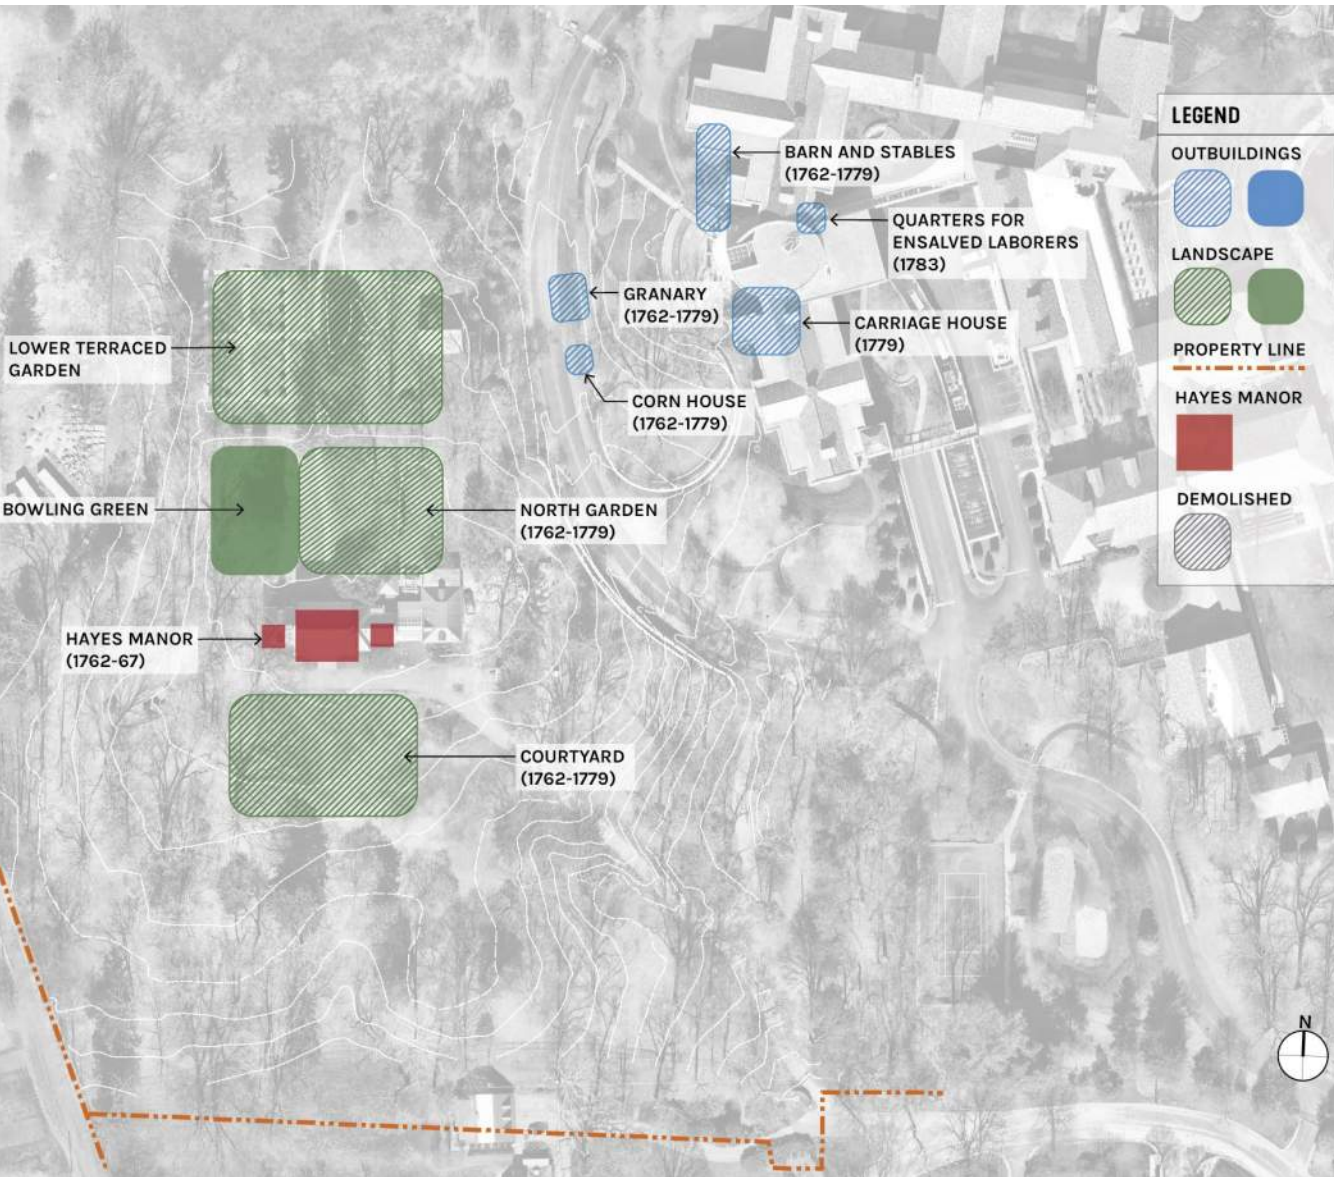 LEGEND
OUTBUILDINGS
LANDSCAPE
PROPERTY LINE
HAYES MANOR
DEMOLISHED
BARN AND STABLES
(1762-1779)
QUARTERS FOR
ENSALVED LABORERS
(1783)
GRANARY
(1762-1779)
CARRIAGE HOUSE
(1779)
LOWER TERRACED
GARDEN
CORN HOUSE
(1762-1779)
BOWLING GREEN
NORTH GARDEN
(1762-1779)
HAYES MANOR
(1762-67)
COURTYARD
(1762-1779)
N